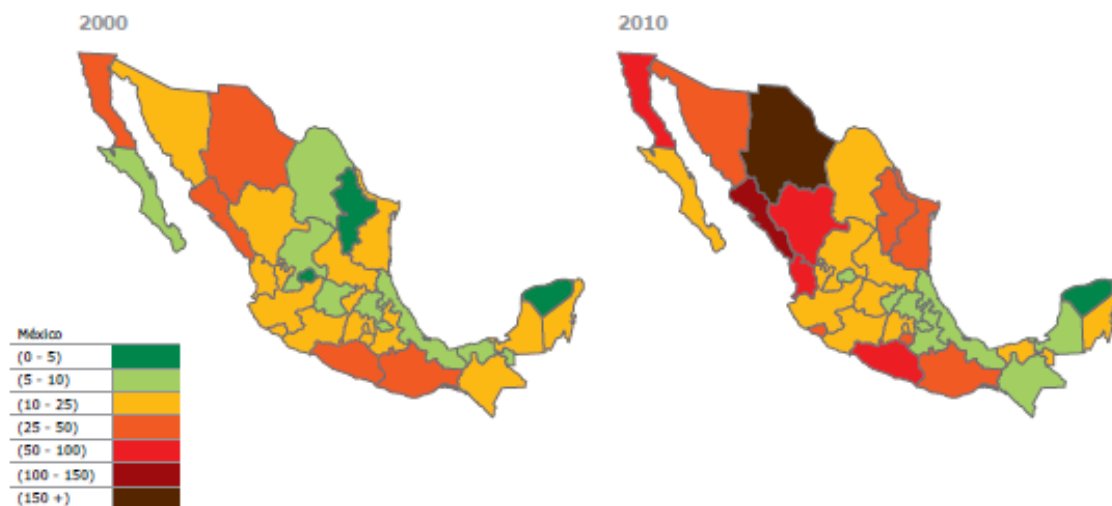 2000
2010
México
(0 - 5)
(5 - 10)
(10 - 25)
(25 - 50)
(50 - 100)
(100 - 150)
(150 +)